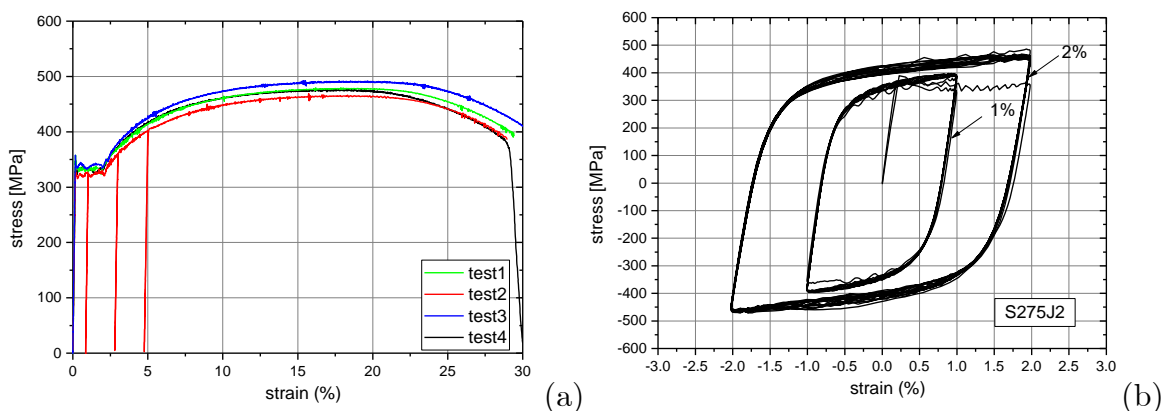 600
500
400
300
200
100
0
stress [MPa]
0 5 10 15 20 25 30
strain (%)
test1
test2
test3
test4
(a)
600
500
400
300
200
100
0
-100
-200
-300
-400
-500
-600
stress [MPa]
-3.0 -2.5 -2.0 -1.5 -1.0 -0.5 0.0 0.5 1.0 1.5 2.0 2.5 3.0
strain (%)
2%
1%
S275J2
(b)